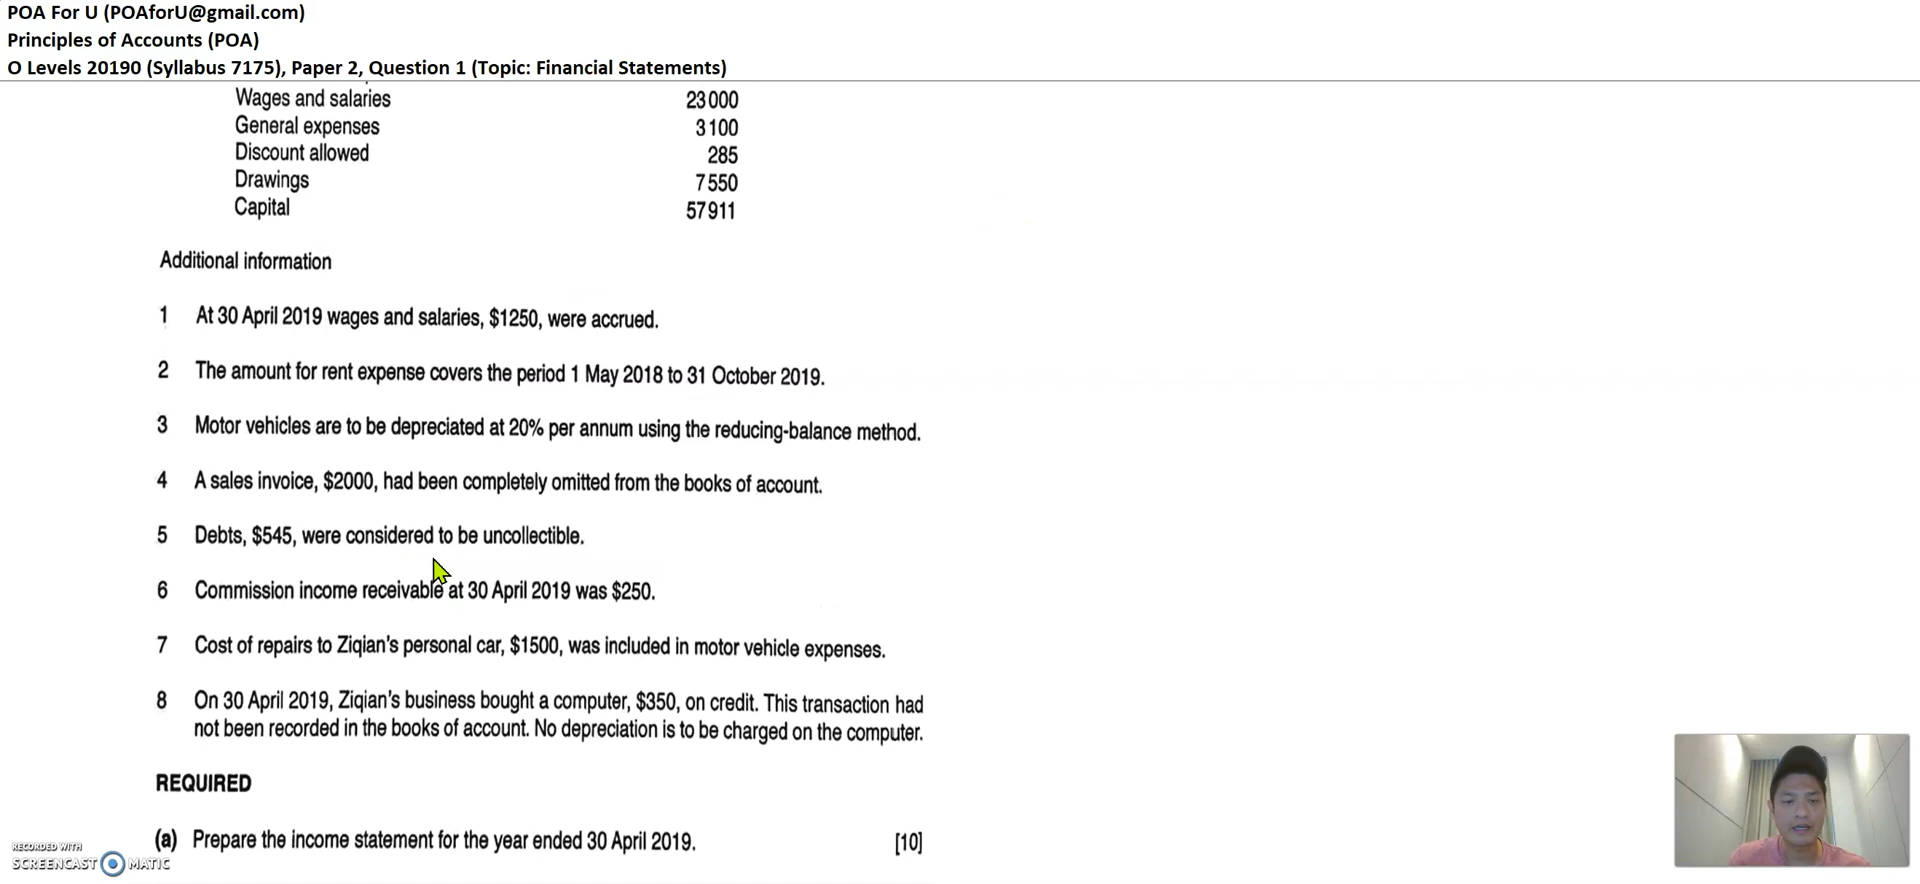 POA For U (POAforU@gmail.com)
Principles of Accounts (POA)
O Levels 20190 (Syllabus 7175), Paper 2, Question 1 (Topic: Financial Statements)
Wages and salaries 23000
General expenses 3100
Discount allowed 285
Drawings 7550
Capital 57911
Additional information
1 At 30 April 2019 wages and salaries, $1250, were accrued.
2 The amount for rent expense covers the period 1 May 2018 to 31 October 2019.
3 Motor vehicles are to be depreciated at 20% per annum using the reducing-balance method.
4 A sales invoice, $2000, had been completely omitted from the books of account.
5 Debts, $545, were considered to be uncollectible.
6 Commission income receivable at 30 April 2019 was $250.
7 Cost of repairs to Ziqian's personal car, $1500, was included in motor vehicle expenses.
8 On 30 April 2019, Ziqian's business bought a computer, $350, on credit. This transaction had
not been recorded in the books of account. No depreciation is to be charged on the computer.
REQUIRED
(a) Prepare the income statement for the year ended 30 April 2019. [10]
RECORDED WITH
SCREENCAST MATIC